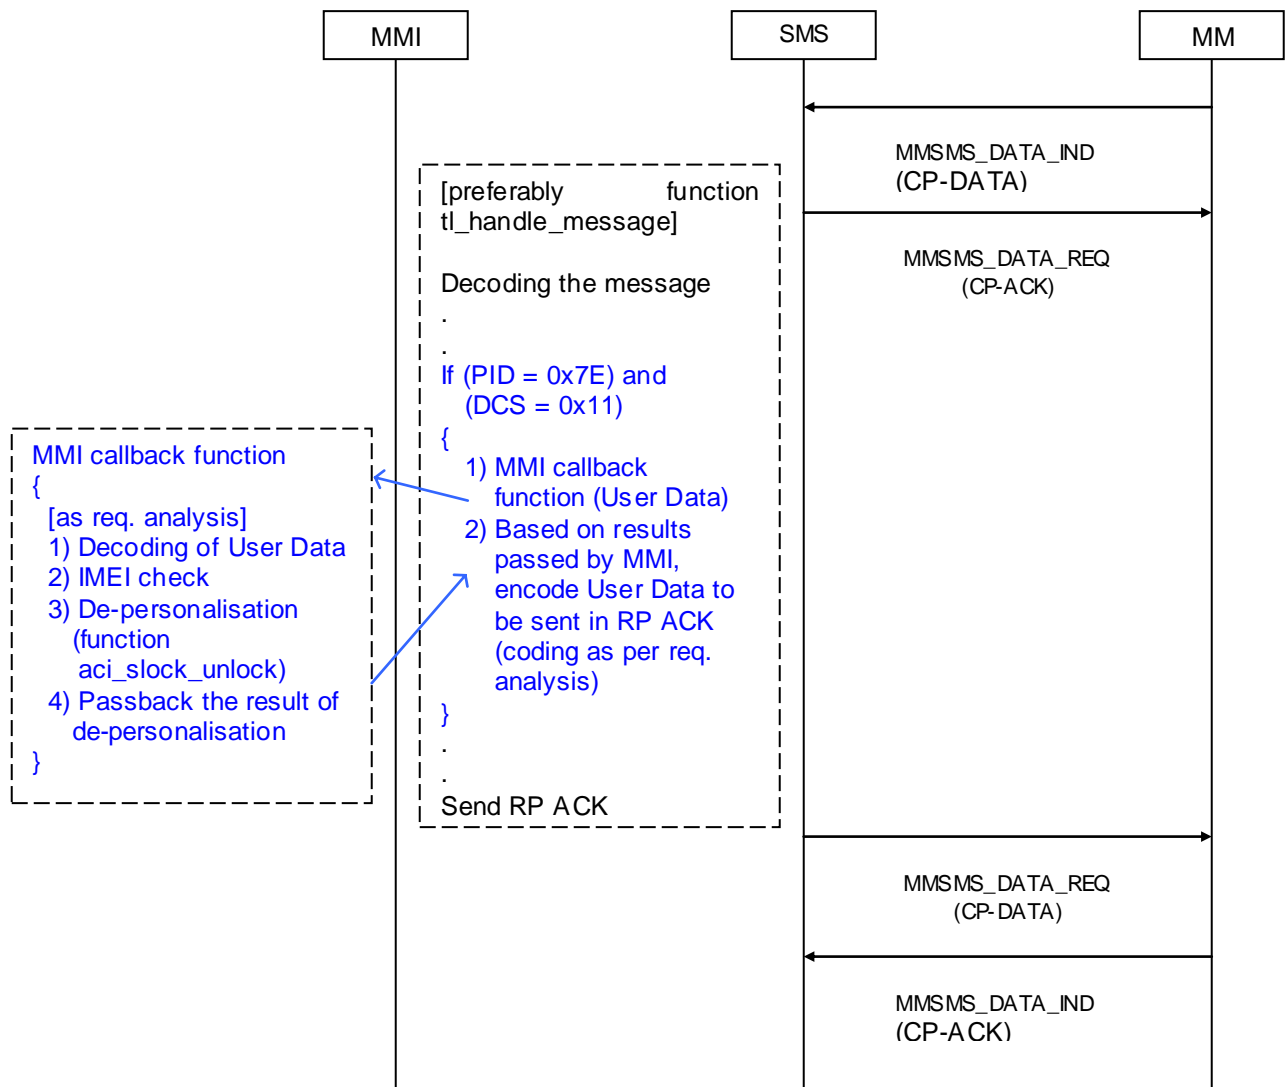 MMI
SMS
MM
MMSMS_DATA_IND
(CP-DATA)
[preferably function
tl_handle_message]
MMSMS_DATA_REQ
(CP-ACK)
Decoding the message
.
.
If (PID = 0x7E) and
(DCS = 0x11)
{
1) MMI callback
function (User Data)
2) Based on results
passed by MMI,
encode User Data to
be sent in RP ACK
(coding as per req.
analysis)
}
.
.
Send RP ACK
MMI callback function
{
[as req. analysis]
1) Decoding of User Data
2) IMEI check
3) De-personalisation
(function
aci_slock_unlock)
4) Passback the result of
de-personalisation
}
MMSMS_DATA_REQ
(CP-DATA)
MMSMS_DATA_IND
(CP-ACK)